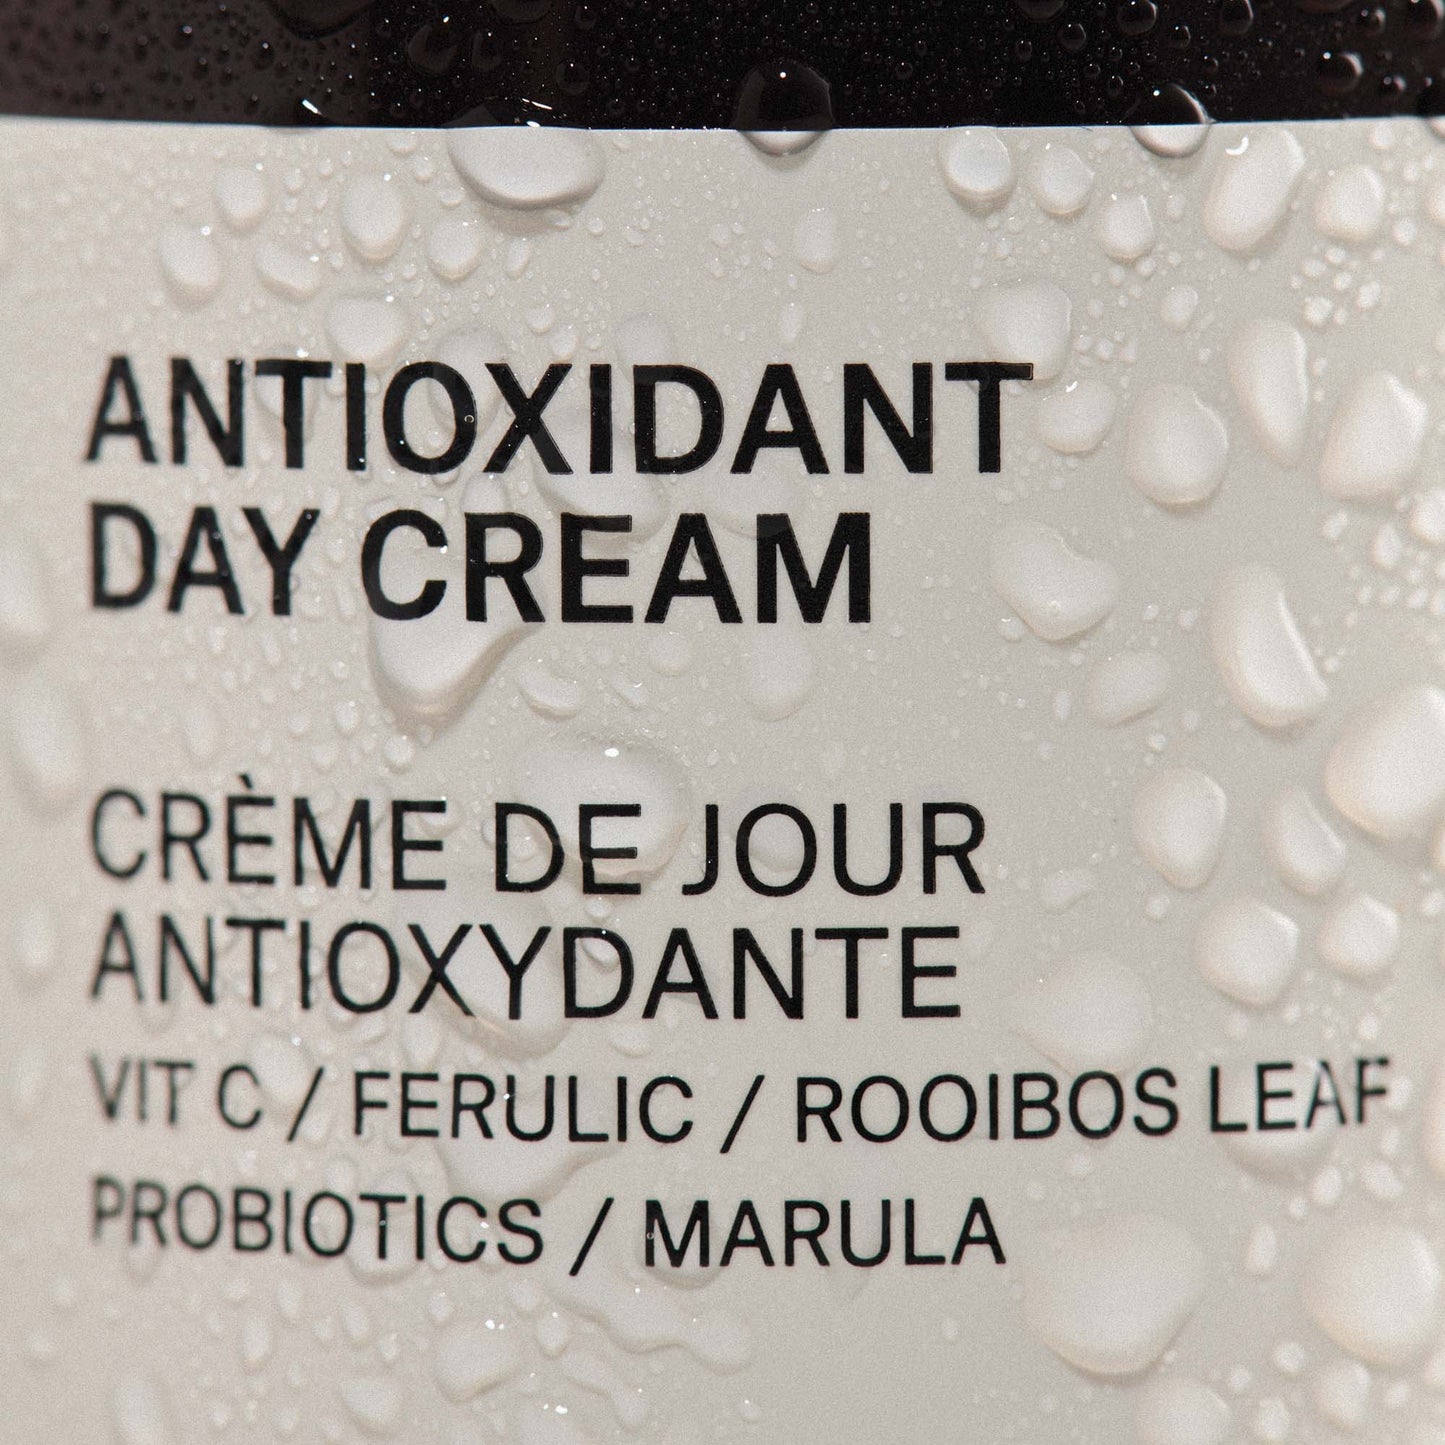 ANTIOXIDANT
DAY CREAM
CRÈME DE JOUR
ANTIOXYDANTE
VIT C / FERULIC / ROOIBOS LEAF
PROBIOTICS / MARULA